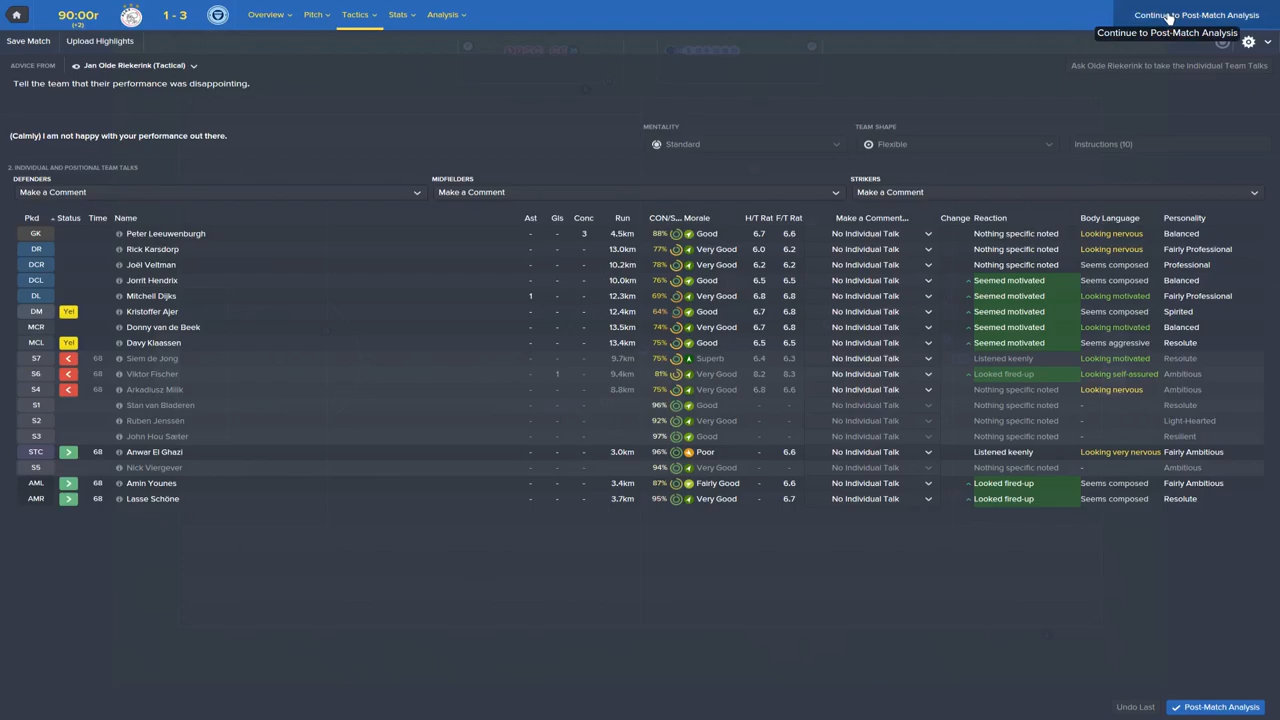 90:00r
(+2)
1 - 3
Overview
Pitch
Tactics
Stats
Analysis
Continue to Post-Match Analysis
Continue to Post-Match Analysis
Save Match
Upload Highlights
ADVICE FROM
Jan Olde Riekerink (Tactical)
Ask Olde Riekerink to take the Individual Team Talks
Tell the team that their performance was disappointing.
MENTALITY
TEAM SHAPE
(Calmly) I am not happy with your performance out there.
Standard
Flexible
Instructions (10)
2. INDIVIDUAL AND POSITIONAL TEAM TALKS
DEFENDERS
MIDFIELDERS
STRIKERS
Make a Comment
Make a Comment
Make a Comment
Pkd Status Time Name Ast Gls Conc Run CON/S... Morale H/T Rat F/T Rat Make a Comment... Change Reaction Body Language Personality
GK Peter Leeuwenburgh - - 3 4.5km 88% Good 6.7 6.6 No Individual Talk Nothing specific noted Looking nervous Balanced
DR Rick Karsdorp - - - 13.0km 77% Very Good 6.0 6.2 No Individual Talk Nothing specific noted Looking nervous Fairly Professional
DCR Joël Veltman - - - 10.2km 78% Very Good 6.2 6.2 No Individual Talk Nothing specific noted Seems composed Professional
DCL Jorrit Hendrix - - - 10.0km 76% Good 6.5 6.5 No Individual Talk Seemed motivated Seems composed Balanced
DL Mitchell Dijks 1 - - 12.3km 69% Very Good 6.8 6.8 No Individual Talk Seemed motivated Looking motivated Fairly Professional
DM Yel Kristoffer Ajer - - - 12.4km 64% Good 6.7 6.8 No Individual Talk Seemed motivated Seems composed Spirited
MCR Donny van de Beek - - - 13.5km 74% Very Good 6.7 6.8 No Individual Talk Seemed motivated Looking motivated Balanced
MCL Yel Davy Klaassen - - - 13.4km 75% Good 6.5 6.5 No Individual Talk Seemed motivated Seems aggressive Resolute
S7 68 Siem de Jong - - - 9.7km 75% Superb 6.4 6.3 No Individual Talk Listened keenly Looking motivated Resolute
S6 68 Viktor Fischer - 1 - 9.4km 81% Very Good 8.2 8.3 No Individual Talk Looked fired-up Looking self-assured Ambitious
S4 68 Arkadiusz Milik - - - 8.8km 75% Very Good 6.8 6.6 No Individual Talk Nothing specific noted Looking nervous Ambitious
S1 Stan van Bladeren - - - 96% Good - - No Individual Talk Nothing specific noted - Resolute
S2 Ruben Jenssèn - - - 92% Very Good - - No Individual Talk Nothing specific noted - Light-Hearted
S3 John Hou Sæter - - - 97% Good - - No Individual Talk Nothing specific noted - Resilient
STC 68 Anwar El Ghazi - - - 3.0km 96% Poor - 6.6 No Individual Talk Listened keenly Looking very nervous Fairly Ambitious
S5 Nick Viergever - - - 94% Very Good - - No Individual Talk Nothing specific noted - Ambitious
AML 68 Amin Younes - - - 3.4km 87% Fairly Good - 6.6 No Individual Talk Looked fired-up Seems composed Fairly Ambitious
AMR 68 Lasse Schöne - - - 3.7km 95% Very Good - 6.7 No Individual Talk Looked fired-up Seems composed Resolute
Undo Last
Post-Match Analysis